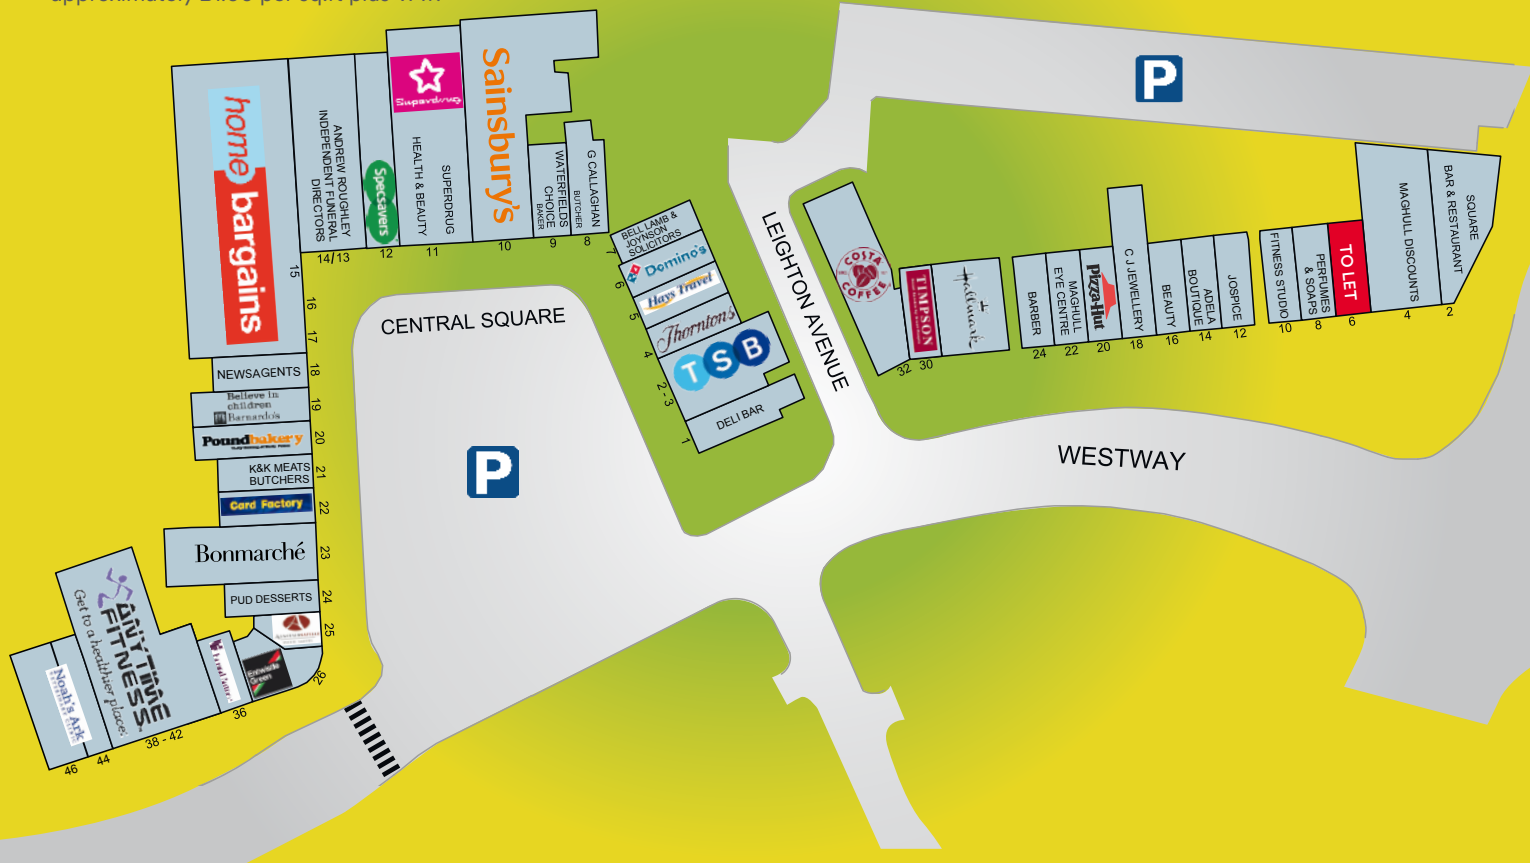 P
home
bargains
ANDREW ROUGHLEY
INDEPENDENT FUNERAL
DIRECTORS
14/13
Specsavers
12
Superdrug
SUPERDRUG
HEALTH & BEAUTY
11
Sainsbury's
10
WATERFIELDS
CHOICE
BAKER
9
G CALLAGHAN
BUTCHER
8
15
16
17
NEWSAGENTS
18
Believe in
children
Barnardo's
19
Poundbakery
20
K&K MEATS
BUTCHERS
21
Card Factory
22
Bonmarché
23
PUD DESSERTS
24
25
Entwistle
Green
28
36
ANYTIME
FITNESS
Get to a healthier place.
38 - 42
44
Noah's Ark
46
CENTRAL SQUARE
P
BELL LAMB &
JOYNSON
SOLICITORS
7
Domino's
6
Hays Travel
5
Thorntons
4
TSB
2 - 3
DELI BAR
1
LEIGHTON AVENUE
COSTA
COFFEE
32
TIMPSON
30
Hallmark
BARBER
24
MAGHULL
EYE CENTRE
22
Pizza Hut
20
C J JEWELLERY
18
BEAUTY
16
ADELA
BOUTIQUE
14
JOSPICE
12
FITNESS STUDIO
10
PERFUMES
& SOAPS
8
TO LET
6
MAGHULL DISCOUNTS
4
SQUARE
BAR & RESTAURANT
2
WESTWAY